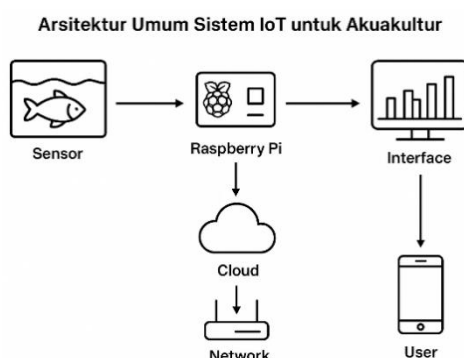 Arsitektur Umum Sistem IoT untuk Akuakultur
Sensor
Raspberry Pi
Interface
Cloud
Network
User